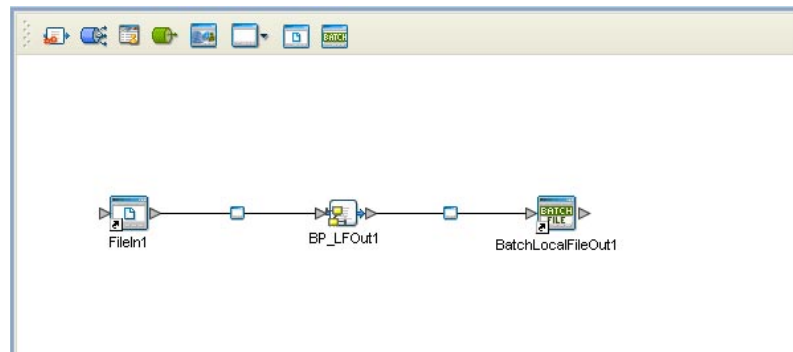 BATCH
BATCH
FILE
FileIn1
BP_LFOut1
BatchLocalFileOut1